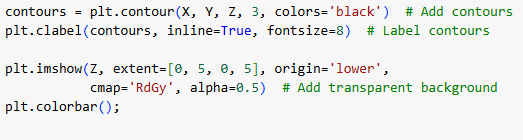 contours = plt.contour(X, Y, Z, 3, colors='black')  # Add contours
plt.clabel(contours, inline=True, fontsize=8)  # Label contours

plt.imshow(Z, extent=[0, 5, 0, 5], origin='lower',
           cmap='RdGy', alpha=0.5)  # Add transparent background
plt.colorbar();